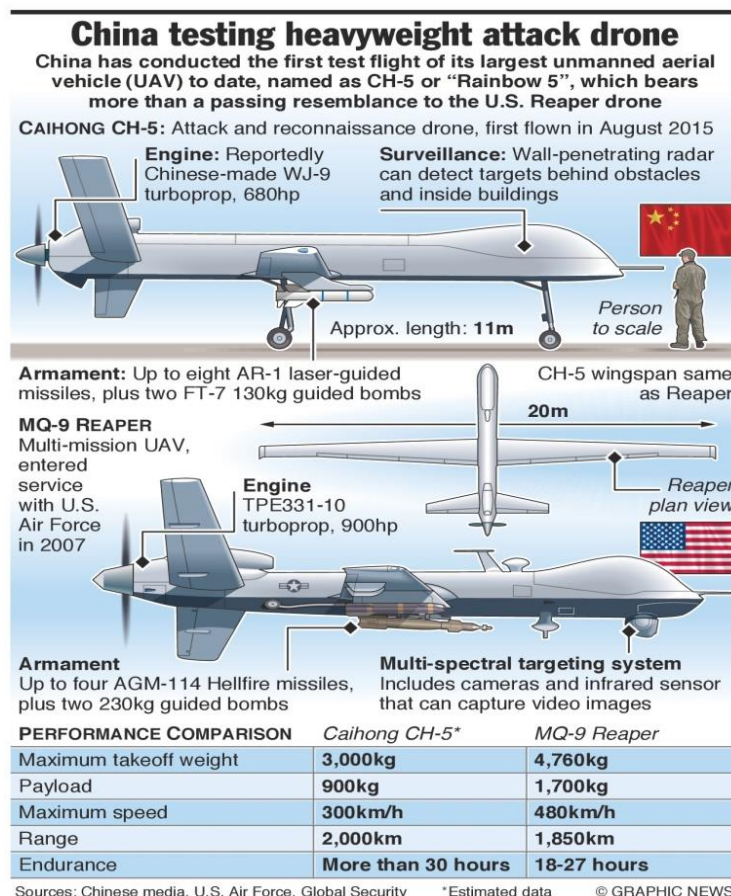 China testing heavyweight attack drone
China has conducted the first test flight of its largest unmanned aerial
vehicle (UAV) to date, named as CH-5 or “Rainbow 5”, which bears
more than a passing resemblance to the U.S. Reaper drone
CAIHONG CH-5: Attack and reconnaissance drone, first flown in August 2015
Engine: Reportedly
Chinese-made WJ-9
turboprop, 680hp
Surveillance: Wall-penetrating radar
can detect targets behind obstacles
and inside buildings
Person
to scale
Approx. length: 11m
Armament: Up to eight AR-1 laser-guided
missiles, plus two FT-7 130kg guided bombs
CH-5 wingspan same
as Reaper
20m
MQ-9 REAPER
Multi-mission UAV,
entered
service
with U.S.
Air Force
in 2007
Engine
TPE331-10
turboprop, 900hp
Reaper
plan view
Armament
Up to four AGM-114 Hellfire missiles,
plus two 230kg guided bombs
Multi-spectral targeting system
Includes cameras and infrared sensor
that can capture video images
PERFORMANCE COMPARISON Caihong CH-5* MQ-9 Reaper
Maximum takeoff weight 3,000kg 4,760kg
Payload 900kg 1,700kg
Maximum speed 300km/h 480km/h
Range 2,000km 1,850km
Endurance More than 30 hours 18-27 hours
Sources: Chinese media, U.S. Air Force, Global Security *Estimated data © GRAPHIC NEWS